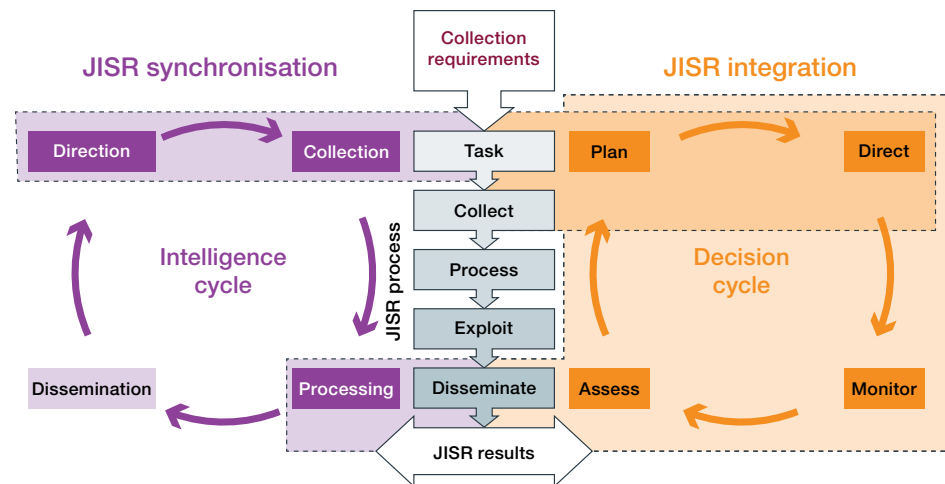 Collection
requirements
JISR synchronisation
JISR integration
Direction
Collection
Task
Plan
Direct
Collect
Intelligence
cycle
JISR process
Process
Decision
cycle
Exploit
Dissemination
Processing
Disseminate
Assess
Monitor
JISR results